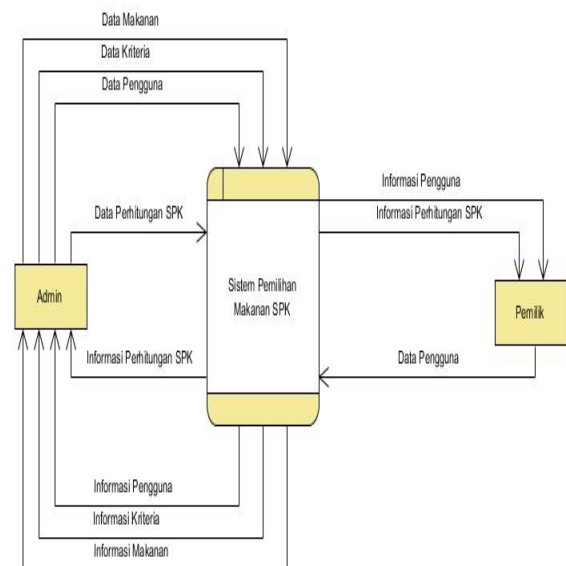 Data Makanan
Data Kriteria
Data Pengguna
Informasi Pengguna
Data Perhitungan SPK
Informasi Perhitungan SPK
Sistem Pemilihan
Makanan SPK
Admin
Pemilik
Informasi Perhitungan SPK
Data Pengguna
Informasi Pengguna
Informasi Kriteria
Informasi Makanan